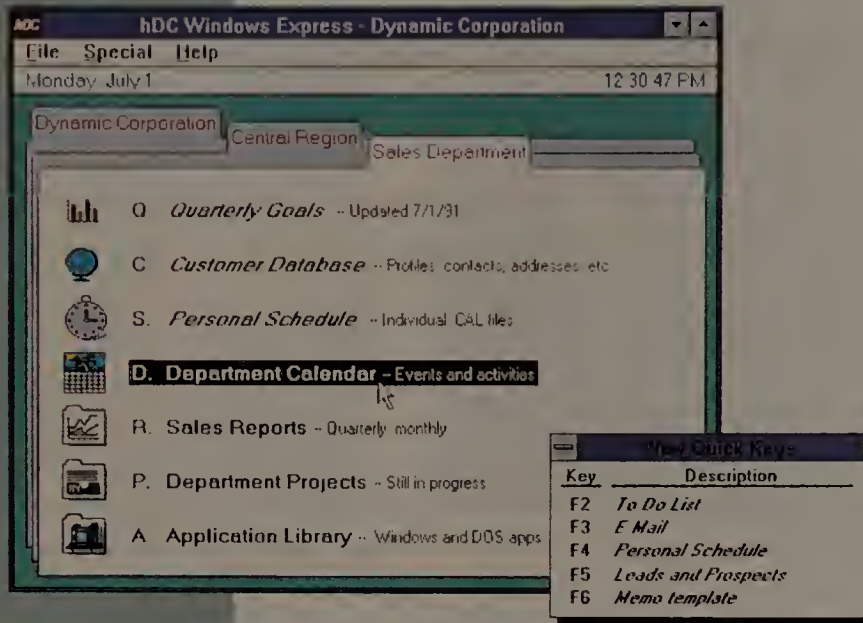 hDC
hDC Windows Express - Dynamic Corporation
File Special Help
Monday July 1 12 30 47 PM
Dynamic Corporation
Central Region
Sales Department
Q Quarterly Goals -- Updated 7/1/91
C Customer Database -- Profiles contacts, addresses etc
S. Personal Schedule -- Individual .CAL files
D. Department Calendar -- Events and activities
R. Sales Reports -- Quarterly monthly
P. Department Projects -- Still in progress
A Application Library -- Windows and DOS apps
View Quick Keys
Key Description
F2 To Do List
F3 E Mail
F4 Personal Schedule
F5 Leads and Prospects
F6 Memo template